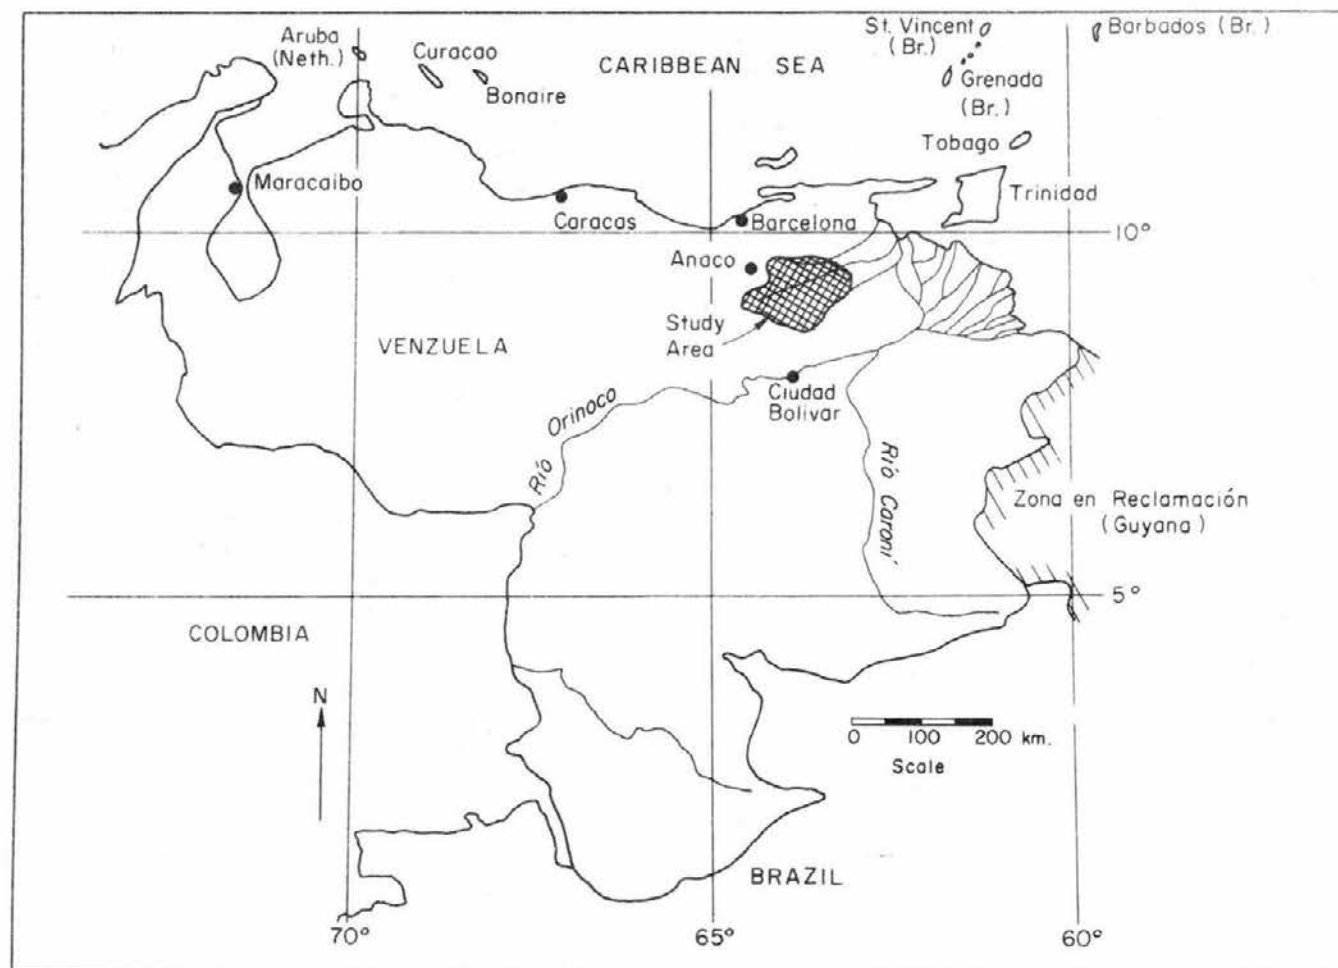 Aruba
(Neth.)
Curacao
Bonaire
CARIBBEAN SEA
St. Vincent
(Br.)
Barbados (Br.)
Grenada
(Br.)
Tobago
Trinidad
Maracaibo
Caracas
Barcelona
10°
Anaco
Study
Area
VENZUELA
Ciudad
Bolivar
Río Orinoco
Rió Caroní
Zona en Reclamación
(Guyana)
5°
COLOMBIA
N
0 100 200 km.
Scale
BRAZIL
70°
65°
60°